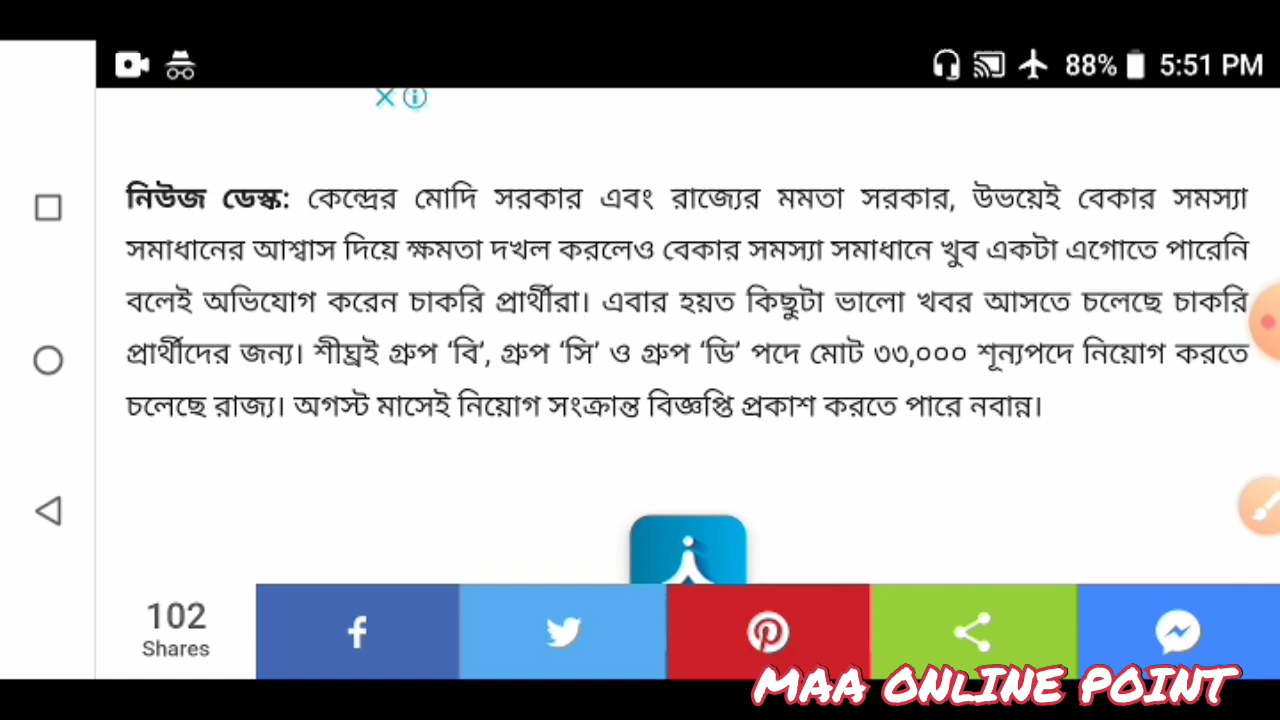 88% 5:51 PM
নিউজ ডেস্ক: কেন্দ্রের মোদি সরকার এবং রাজ্যের মমতা সরকার, উভয়েই বেকার সমস্যা
সমাধানের আশ্বাস দিয়ে ক্ষমতা দখল করলেও বেকার সমস্যা সমাধানে খুব একটা এগোতে পারেনি
বলেই অভিযোগ করেন চাকরি প্রার্থীরা। এবার হয়ত কিছুটা ভালো খবর আসতে চলেছে চাকরি
প্রার্থীদের জন্য। শীঘ্রই গ্রুপ ‘বি’, গ্রুপ ‘সি’ ও গ্রুপ ‘ডি’ পদে মোট ৩৩,০০০ শূন্যপদে নিয়োগ করতে
চলেছে রাজ্য। অগস্ট মাসেই নিয়োগ সংক্রান্ত বিজ্ঞপ্তি প্রকাশ করতে পারে নবান্ন।
102
Shares
MAA ONLINE POINT